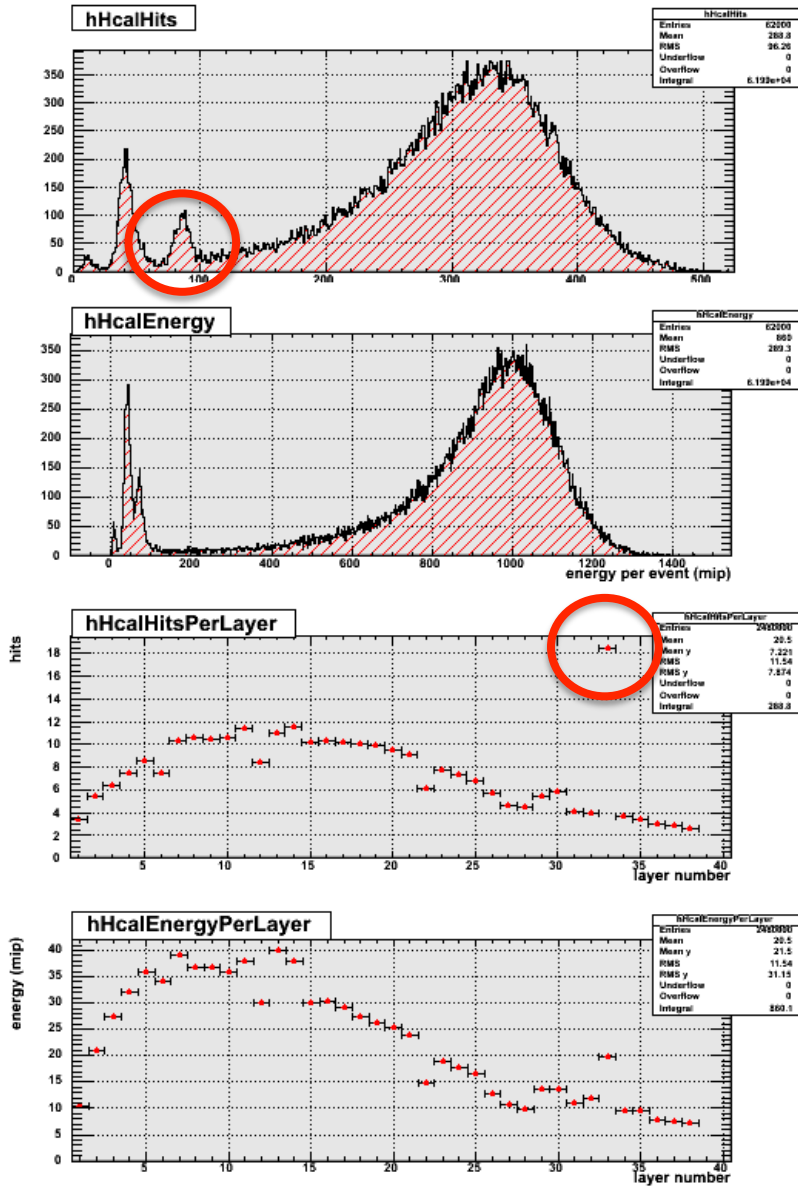 hHcalHits
hHcalHits
Entries 62000
Mean 288.8
RMS 96.26
Underflow 0
Overflow 0
Integral 6.193e+04
350
300
250
200
150
100
50
0
0 100 200 300 400 500
hHcalEnergy
hHcalEnergy
Entries 62000
Mean 860
RMS 289.3
Underflow 0
Overflow 0
Integral 6.193e+04
350
300
250
200
150
100
50
0
0 200 400 600 800 1000 1200 1400
energy per event (mip)
hHcalHitsPerLayer
hHcalHitsPerLayer
Entries 2480000
Mean 20.5
Mean y 7.221
RMS 11.54
RMS y 7.874
Underflow 0
Overflow 0
Integral 288.8
hits
18
16
14
12
10
8
6
4
2
0
5 10 15 20 25 30 35 40
layer number
hHcalEnergyPerLayer
hHcalEnergyPerLayer
Entries 2480000
Mean 20.5
Mean y 21.5
RMS 11.54
RMS y 31.15
Underflow 0
Overflow 0
Integral 860.1
energy (mip)
40
35
30
25
20
15
10
5
0
5 10 15 20 25 30 35 40
layer number